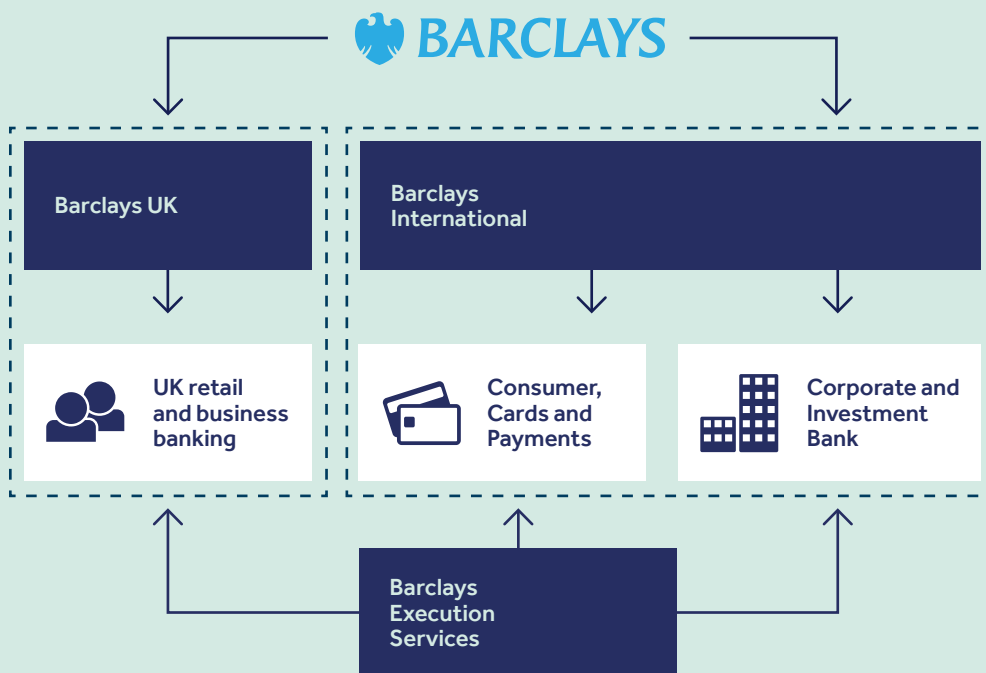 BARCLAYS
Barclays UK
Barclays
International
UK retail
and business
banking
Consumer,
Cards and
Payments
Corporate and
Investment
Bank
Barclays
Execution
Services